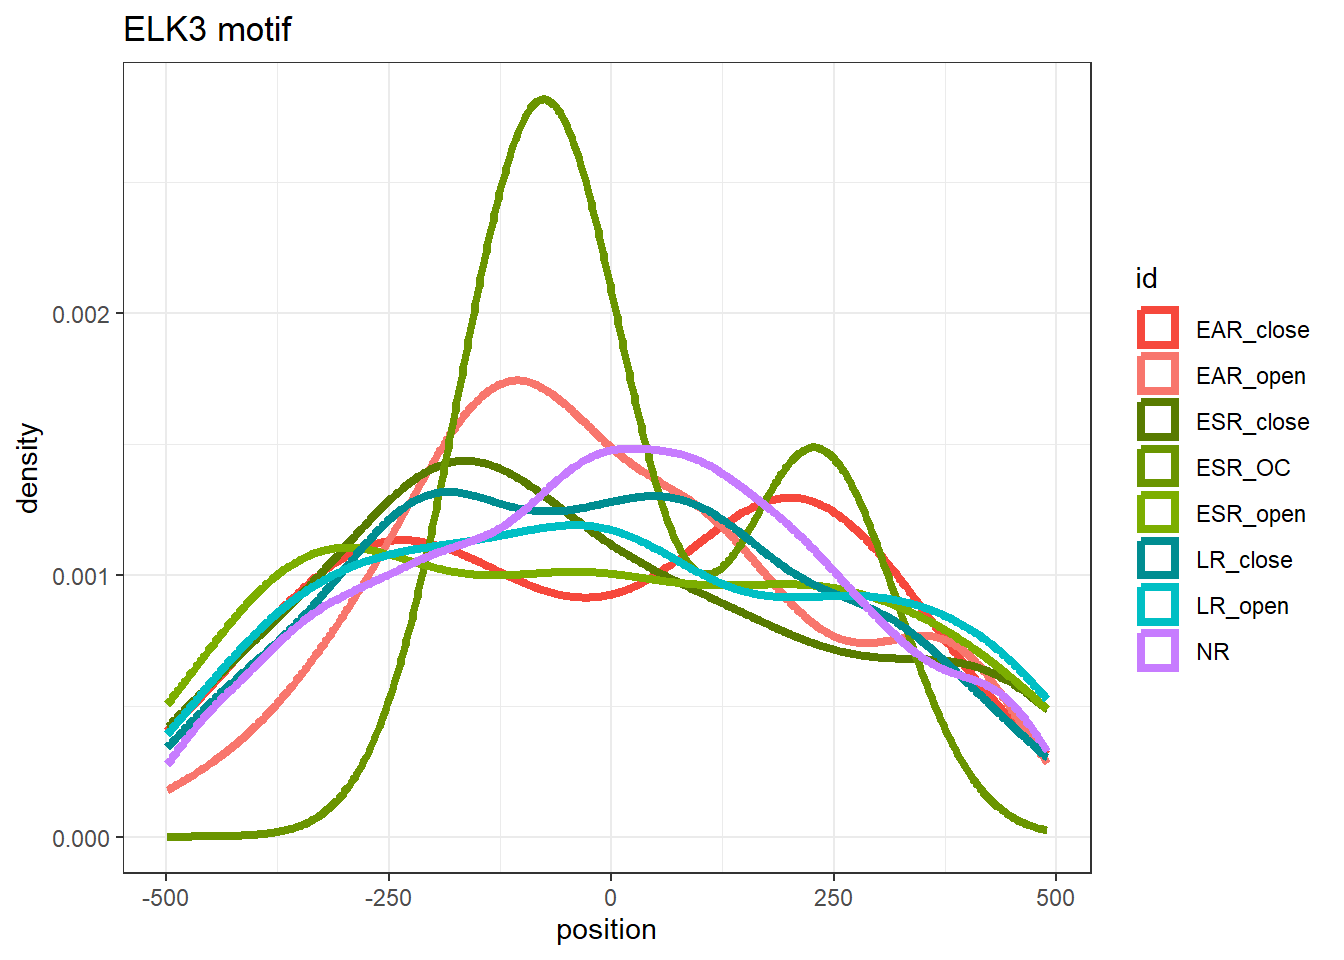 ELK3 motif
density
0.002
0.001
0.000
-500
-250
0
250
500
position
id
EAR_close
EAR_open
ESR_close
ESR_OC
ESR_open
LR_close
LR_open
NR